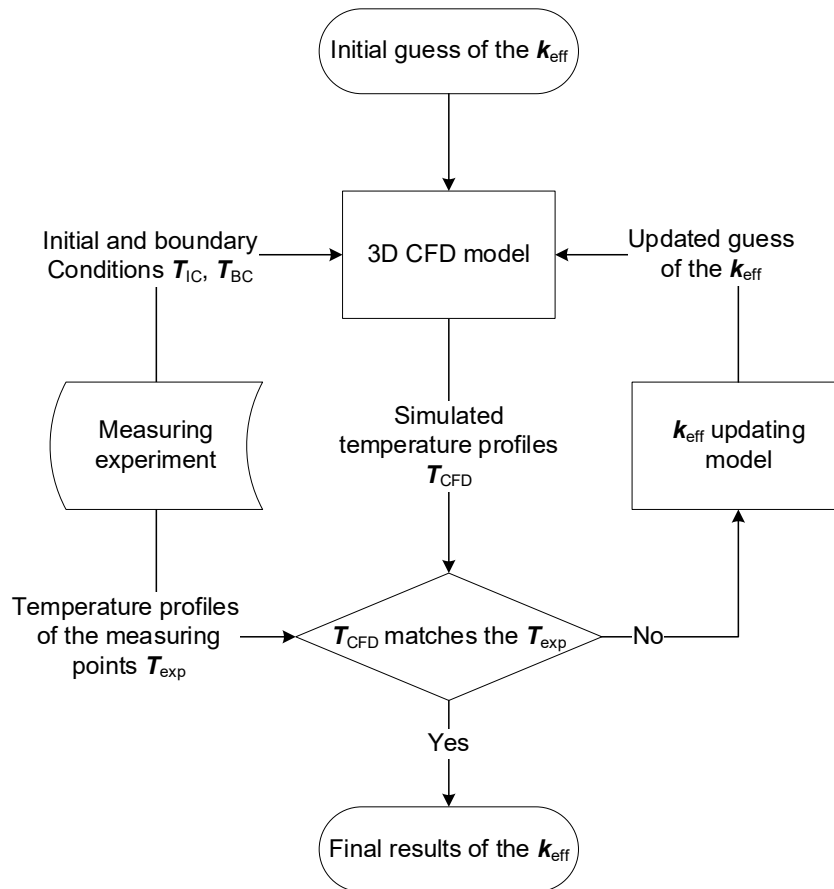 Initial guess of the keff
Initial and boundary
Conditions TIC, TBC
3D CFD model
Updated guess
of the keff
Measuring
experiment
Simulated
temperature profiles
TCFD
keff updating
model
Temperature profiles
of the measuring
points Texp
TCFD matches the Texp
No
Yes
Final results of the keff